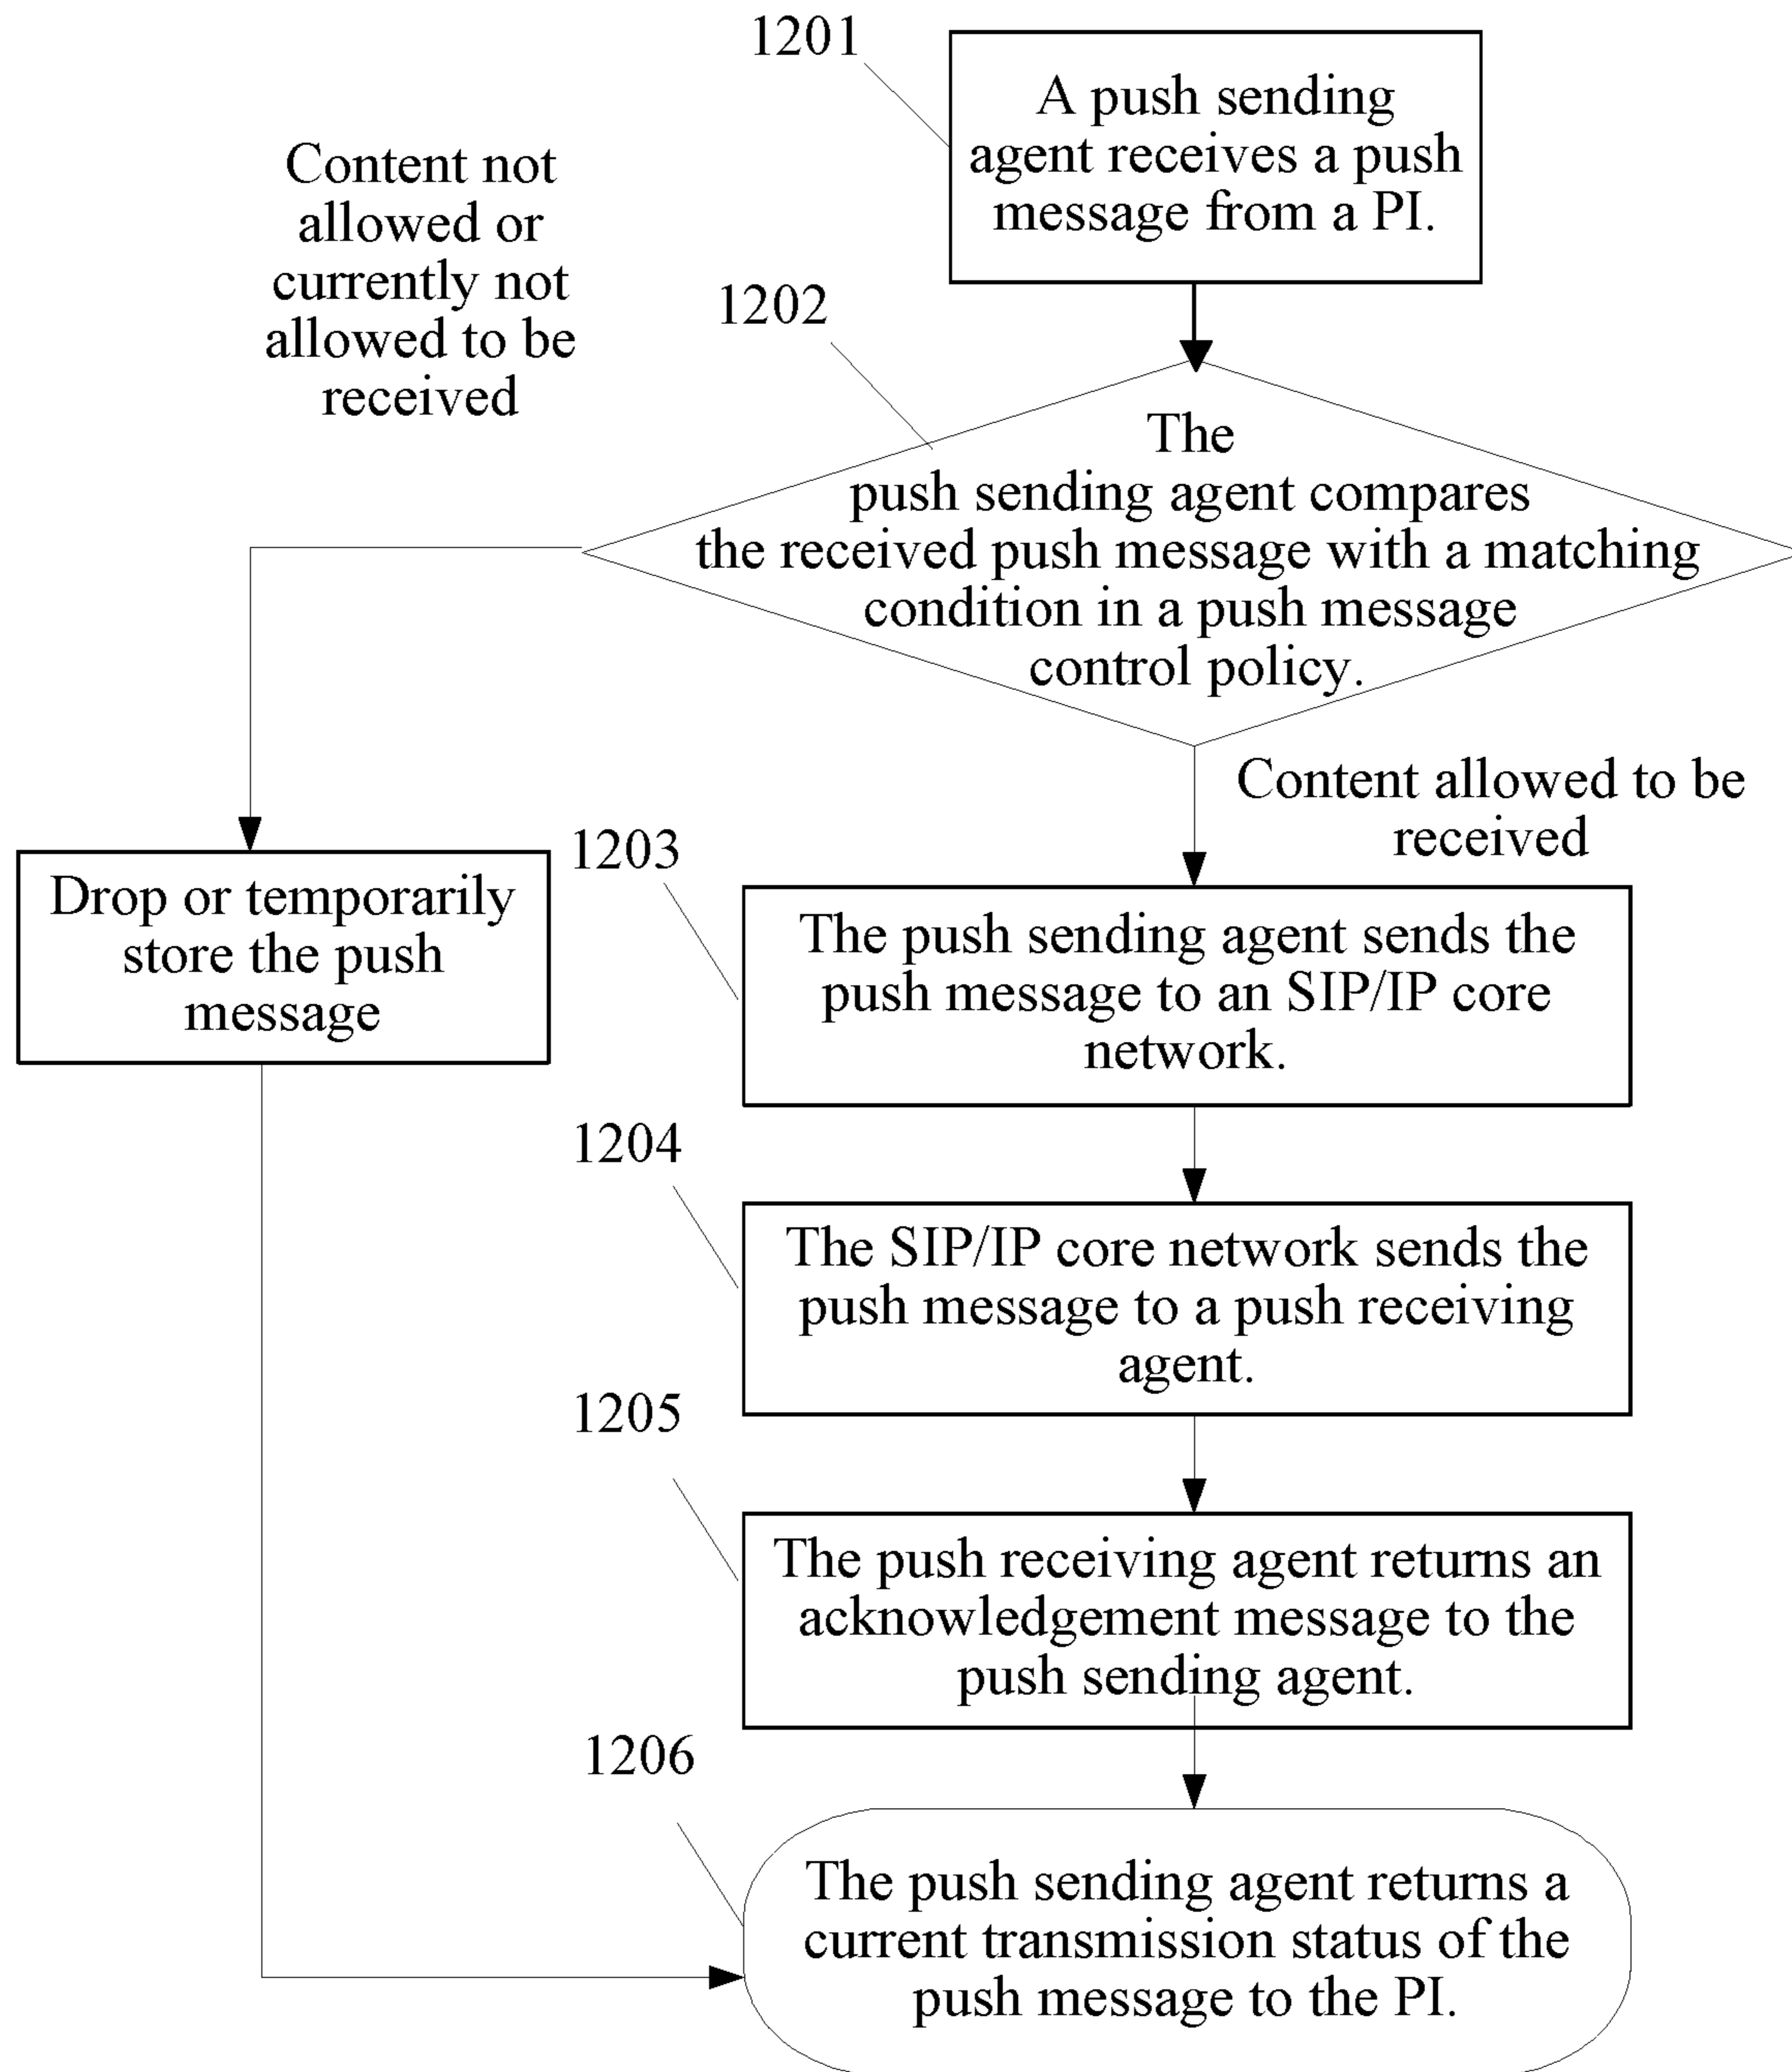 1201
A push sending
agent receives a push
message from a PI.
Content not
allowed or
currently not
allowed to be
received
1202
The
push sending agent compares
the received push message with a matching
condition in a push message
control policy.
Content allowed to be
received
Drop or temporarily
store the push
message
1203
The push sending agent sends the
push message to an SIP/IP core
network.
1204
The SIP/IP core network sends the
push message to a push receiving
agent.
1205
The push receiving agent returns an
acknowledgement message to the
push sending agent.
1206
The push sending agent returns a
current transmission status of the
push message to the PI.